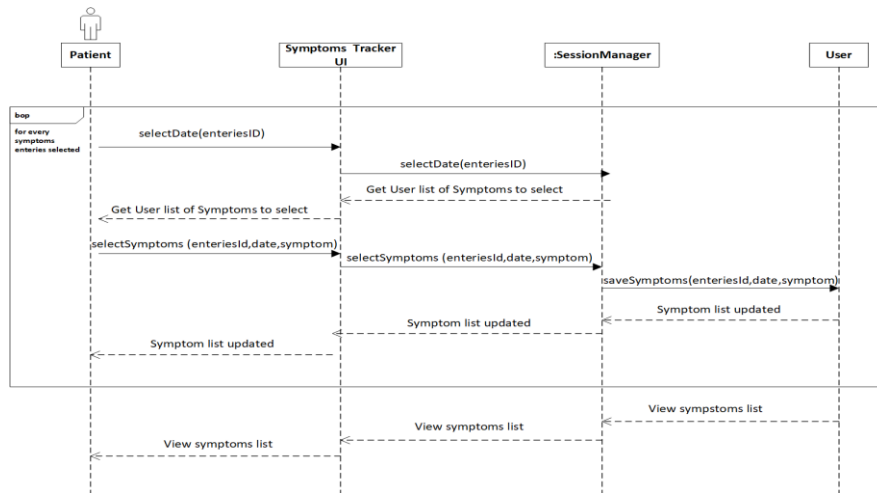 Patient
Symptoms Tracker
UI
:SessionManager
User
bop
for every
symptoms
enteries selected
selectDate(enteriesID)
selectDate(enteriesID)
Get User list of Symptoms to select
Get User list of Symptoms to select
selectSymptoms (enteriesId,date,symptom)
selectSymptoms (enteriesId,date,symptom)
saveSymptoms(enteriesId,date,symptom)
Symptom list updated
Symptom list updated
Symptom list updated
View sympstoms list
View symptoms list
View symptoms list